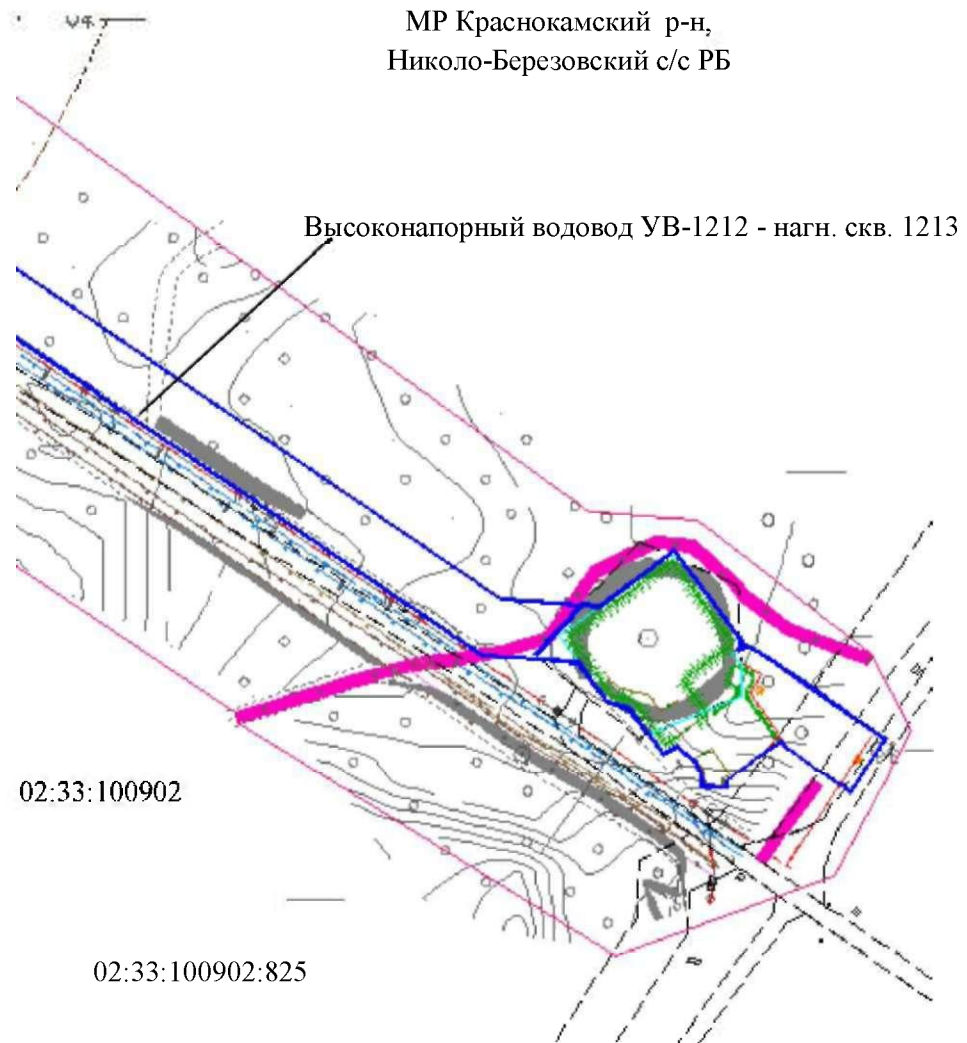 МР Краснокамский р-н,
Николо-Березовский с/с РБ
Высоконапорный водовод УВ-1212 - нагн. скв. 1213
02:33:100902
02:33:100902:825